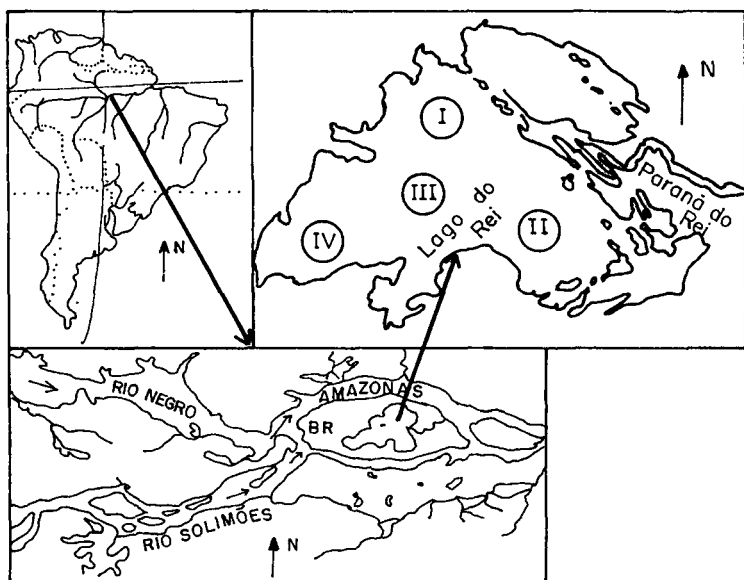 N
I
N
III
Lago do Rei
II
IV
Paraná do Rei
RIO NEGRO
AMAZONAS
BR
RIO SOLIMÕES
N